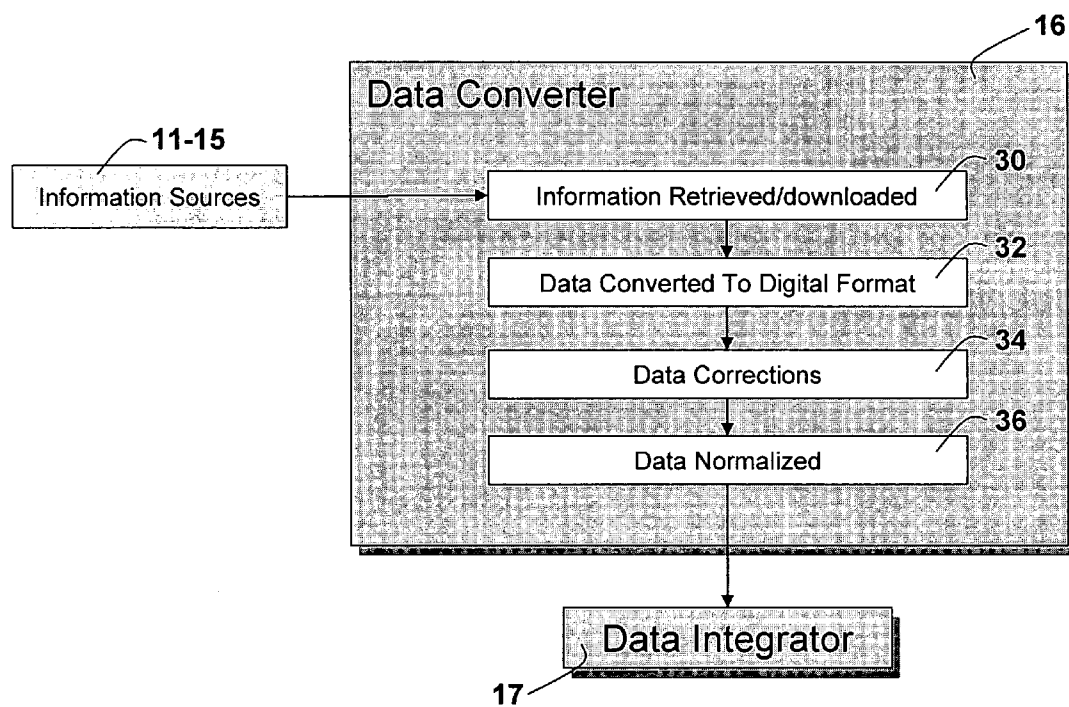 16
Data Converter
11-15
Information Sources
30
Information Retrieved/downloaded
32
Data Converted To Digital Format
34
Data Corrections
36
Data Normalized
Data Integrator
17